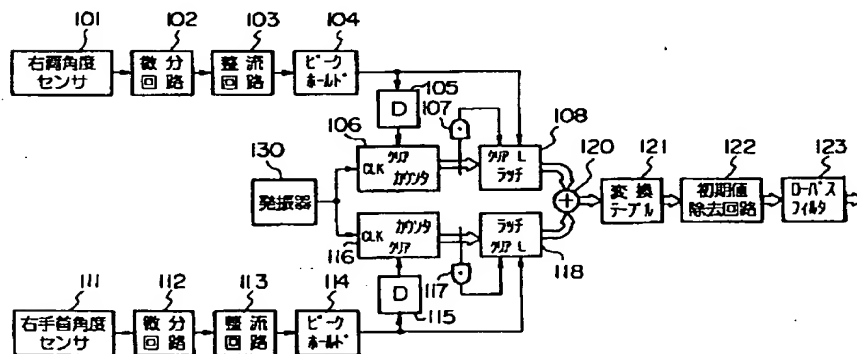 101
102
103
104
右肩角度
センサ
微分
回路
整流
回路
ピーク
ホールド
105
D
106
107
108
CLK
クリア
カウンタ
クリア L
ラッチ
120
121
122
123
130
発振器
変換
テーブル
初期値
除去回路
ローパス
フィルタ
116
CLK
カウンタ
クリア
ラッチ
クリア L
118
117
D
115
111
112
113
114
右手首角度
センサ
微分
回路
整流
回路
ピーク
ホールド